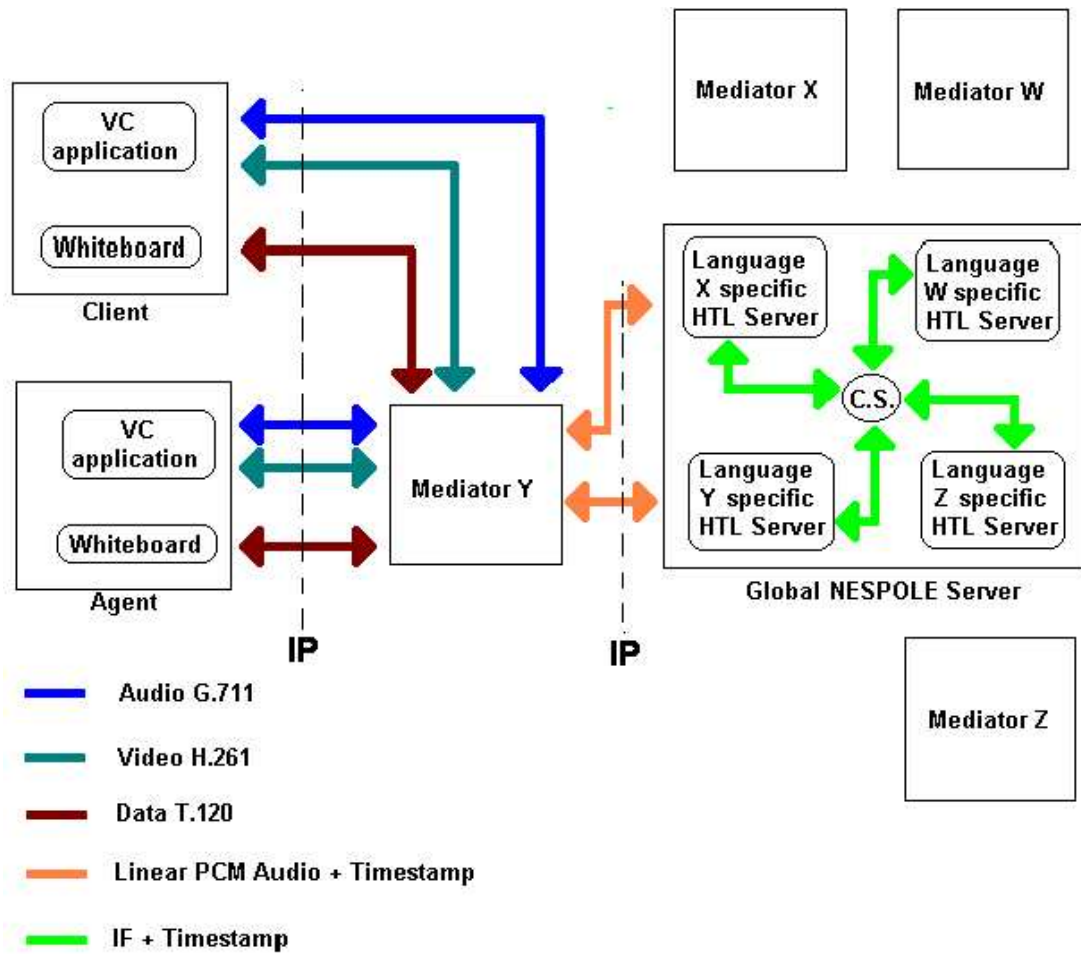 Mediator X
Mediator W
VC
application
Whiteboard
Client
VC
application
Whiteboard
Agent
Mediator Y
Language
X specific
HTL Server
Language
W specific
HTL Server
C.S.
Language
Y specific
HTL Server
Language
Z specific
HTL Server
Global NESPOLE Server
IP
IP
Mediator Z
Audio G.711
Video H.261
Data T.120
Linear PCM Audio + Timestamp
IF + Timestamp